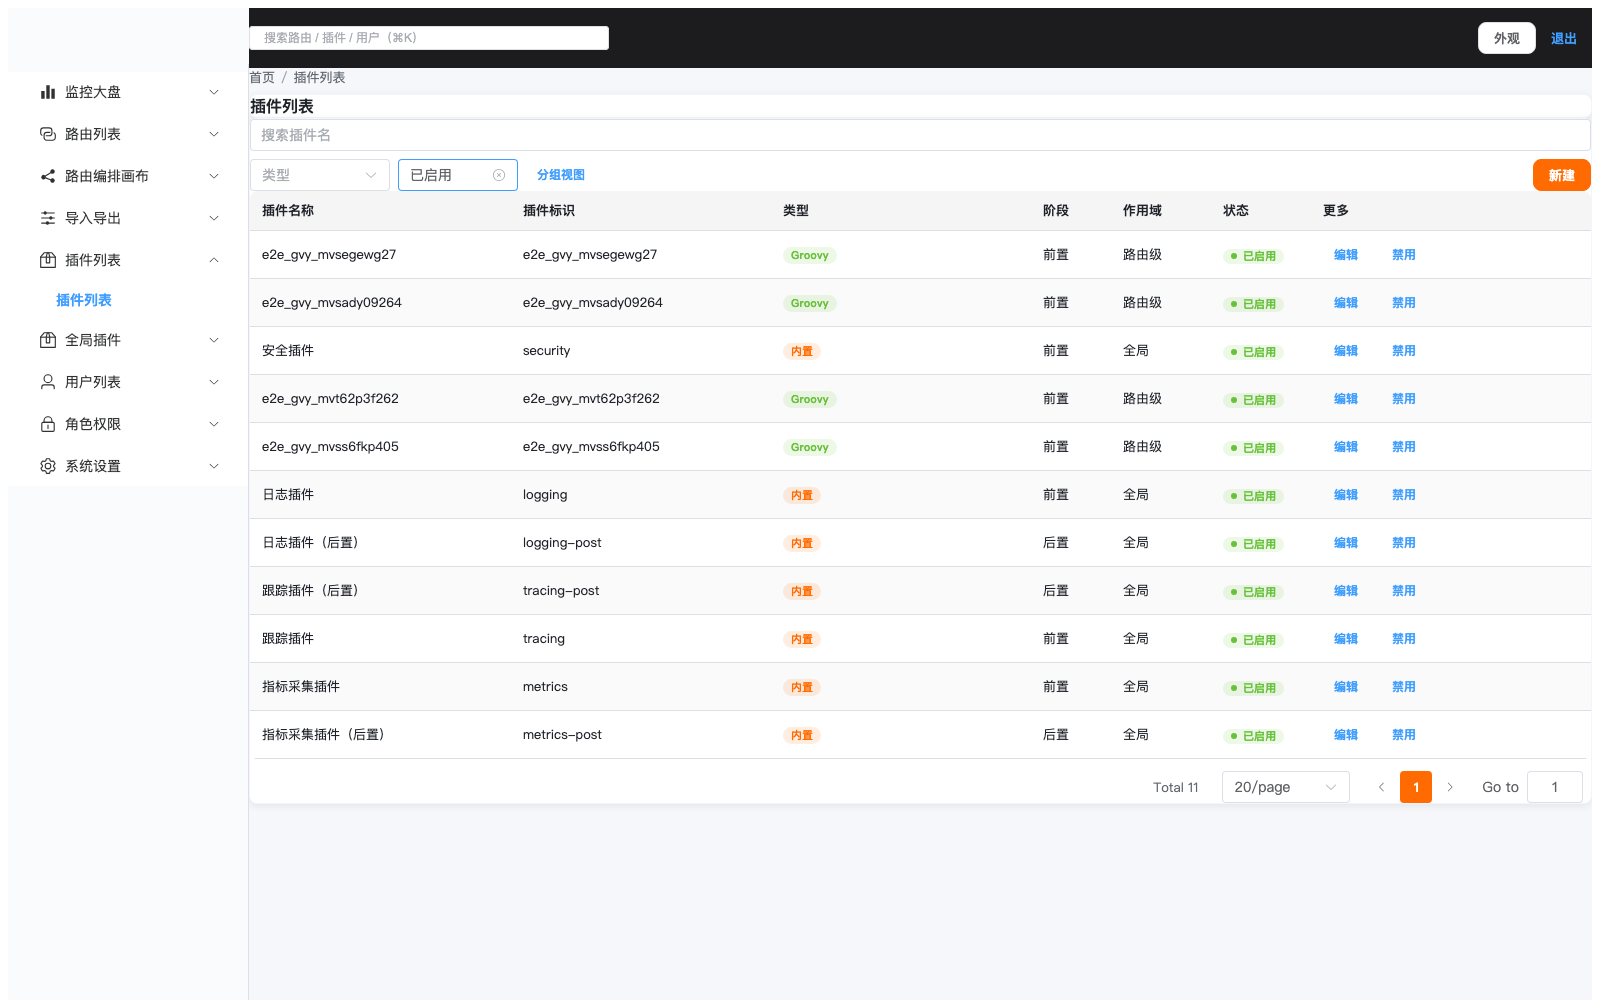 搜索路由 / 插件 / 用户（⌘K）
外观
退出
监控大盘
路由列表
路由编排画布
导入导出
插件列表
插件列表
全局插件
用户列表
角色权限
系统设置
首页 / 插件列表
插件列表
搜索插件名
类型 已启用 分组视图 新建
插件名称 插件标识 类型 阶段 作用域 状态 更多
e2e_gvy_mvsegewg27 e2e_gvy_mvsegewg27 Groovy 前置 路由级 已启用 编辑 禁用
e2e_gvy_mvsady09264 e2e_gvy_mvsady09264 Groovy 前置 路由级 已启用 编辑 禁用
安全插件 security 内置 前置 全局 已启用 编辑 禁用
e2e_gvy_mvt62p3f262 e2e_gvy_mvt62p3f262 Groovy 前置 路由级 已启用 编辑 禁用
e2e_gvy_mvss6fkp405 e2e_gvy_mvss6fkp405 Groovy 前置 路由级 已启用 编辑 禁用
日志插件 logging 内置 前置 全局 已启用 编辑 禁用
日志插件（后置） logging-post 内置 后置 全局 已启用 编辑 禁用
跟踪插件（后置） tracing-post 内置 后置 全局 已启用 编辑 禁用
跟踪插件 tracing 内置 前置 全局 已启用 编辑 禁用
指标采集插件 metrics 内置 前置 全局 已启用 编辑 禁用
指标采集插件（后置） metrics-post 内置 后置 全局 已启用 编辑 禁用
Total 11 20/page 1 Go to 1